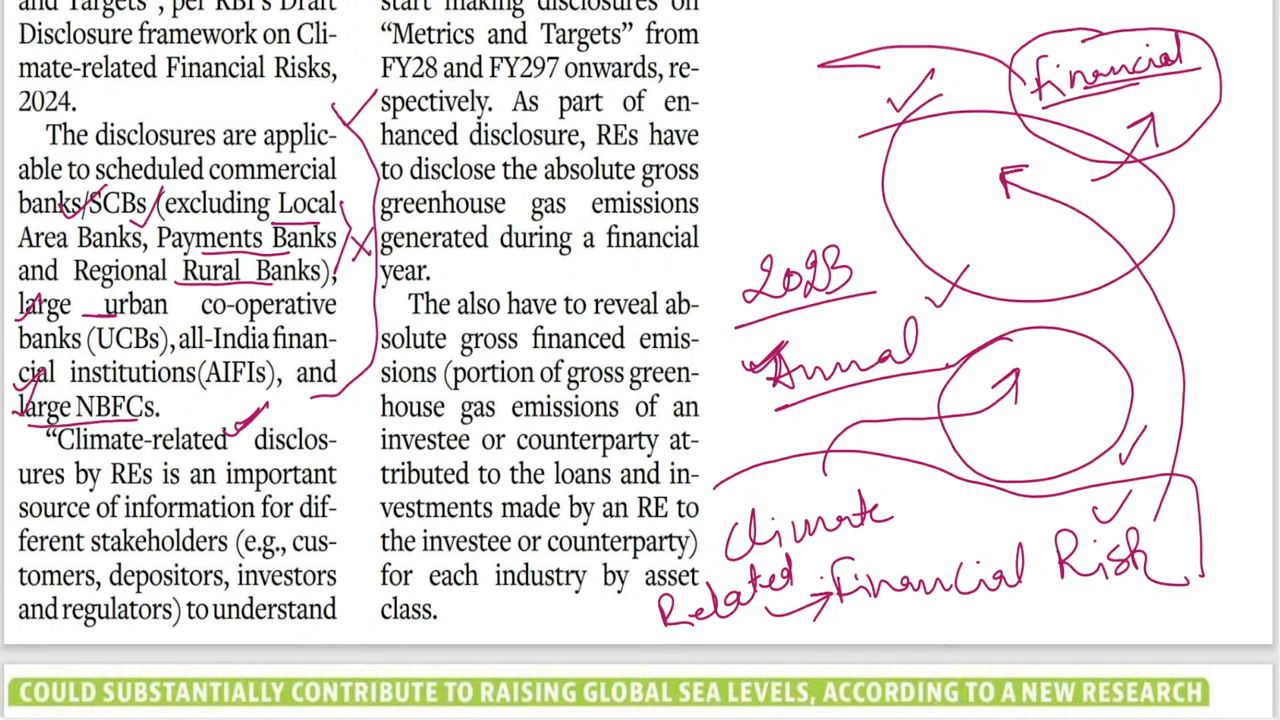 and Targets", per RBI's Draft
Disclosure framework on Cli-
mate-related Financial Risks,
2024.
The disclosures are applic-
able to scheduled commercial
banks/SCBs (excluding Local
Area Banks, Payments Banks
and Regional Rural Banks),
large urban co-operative
banks (UCBs), all-India finan-
cial institutions(AIFIs), and
large NBFCs.
"Climate-related disclos-
ures by REs is an important
source of information for dif-
ferent stakeholders (e.g., cus-
tomers, depositors, investors
and regulators) to understand
start making disclosures on
"Metrics and Targets" from
FY28 and FY297 onwards, re-
spectively. As part of en-
hanced disclosure, REs have
to disclose the absolute gross
greenhouse gas emissions
generated during a financial
year.
The also have to reveal ab-
solute gross financed emis-
sions (portion of gross green-
house gas emissions of an
investee or counterparty at-
tributed to the loans and in-
vestments made by an RE to
the investee or counterparty)
for each industry by asset
class.
Financial
2023
Annual
Climate
Related → Financial Risk
COULD SUBSTANTIALLY CONTRIBUTE TO RAISING GLOBAL SEA LEVELS, ACCORDING TO A NEW RESEARCH